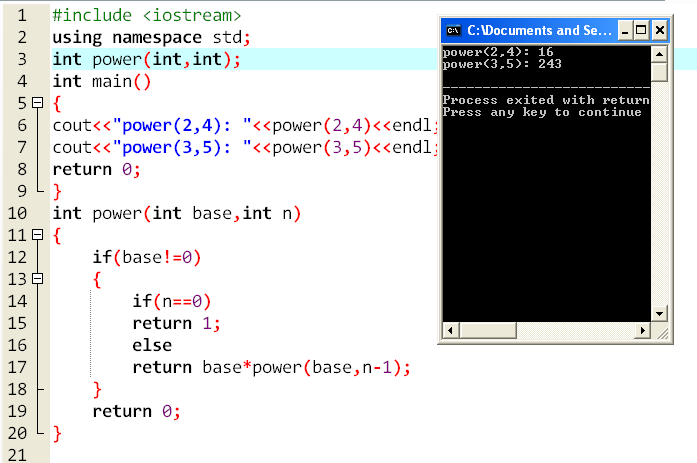 1 #include <iostream>
2 using namespace std;
3 int power(int,int);
4 int main()
5 {
6 cout<<"power(2,4): "<<power(2,4)<<endl;
7 cout<<"power(3,5): "<<power(3,5)<<endl;
8 return 0;
9 }
10 int power(int base,int n)
11 {
12 if(base!=0)
13 {
14 if(n==0)
15 return 1;
16 else
17 return base*power(base,n-1);
18 }
19 return 0;
20 }
21
C:\Documents and Se...
power(2,4): 16
power(3,5): 243
--------------------------
Process exited with return
Press any key to continue